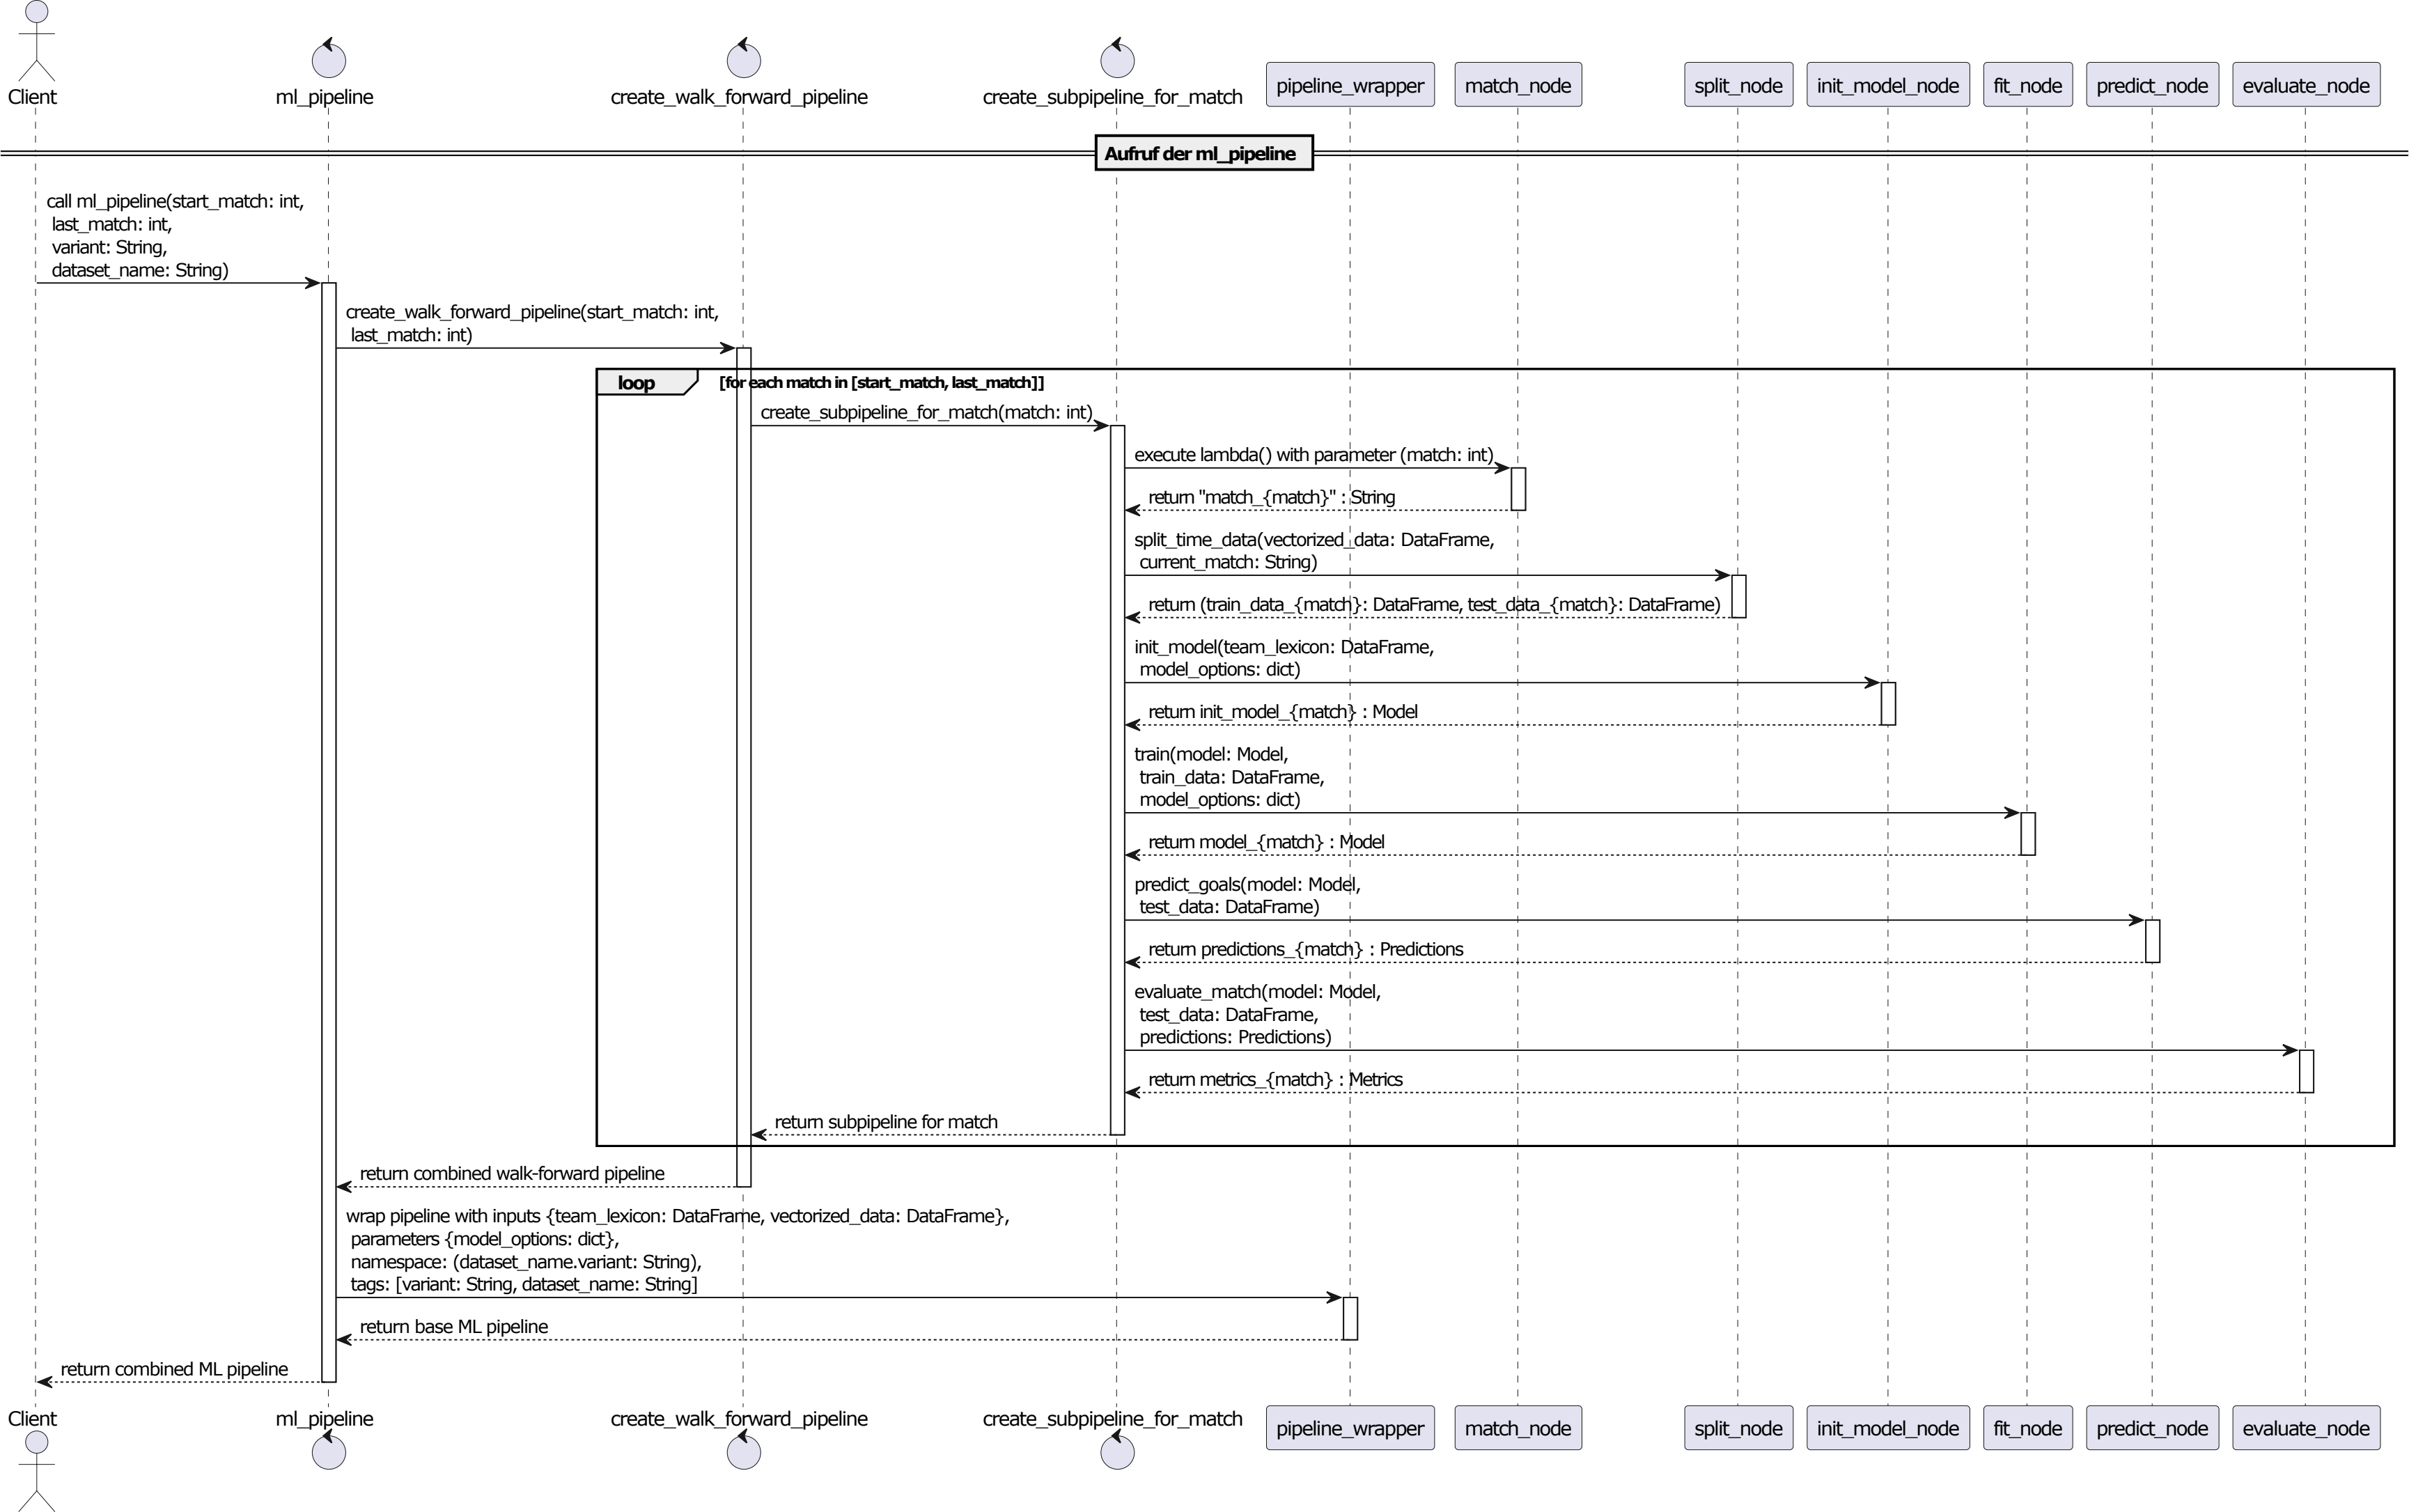 Client
ml_pipeline
create_walk_forward_pipeline
create_subpipeline_for_match
pipeline_wrapper
match_node
split_node
init_model_node
fit_node
predict_node
evaluate_node
Aufruf der ml_pipeline
call ml_pipeline(start_match: int,
last_match: int,
variant: String,
dataset_name: String)
create_walk_forward_pipeline(start_match: int,
last_match: int)
loop
[for each match in [start_match, last_match]]
create_subpipeline_for_match(match: int)
execute lambda() with parameter (match: int)
return "match_{match}" : String
split_time_data(vectorized_data: DataFrame,
current_match: String)
return (train_data_{match}: DataFrame, test_data_{match}: DataFrame)
init_model(team_lexicon: DataFrame,
model_options: dict)
return init_model_{match} : Model
train(model: Model,
train_data: DataFrame,
model_options: dict)
return model_{match} : Model
predict_goals(model: Model,
test_data: DataFrame)
return predictions_{match} : Predictions
evaluate_match(model: Model,
test_data: DataFrame,
predictions: Predictions)
return metrics_{match} : Metrics
return subpipeline for match
return combined walk-forward pipeline
wrap pipeline with inputs {team_lexicon: DataFrame, vectorized_data: DataFrame},
parameters {model_options: dict},
namespace: (dataset_name.variant: String),
tags: [variant: String, dataset_name: String]
return base ML pipeline
return combined ML pipeline
Client
ml_pipeline
create_walk_forward_pipeline
create_subpipeline_for_match
pipeline_wrapper
match_node
split_node
init_model_node
fit_node
predict_node
evaluate_node